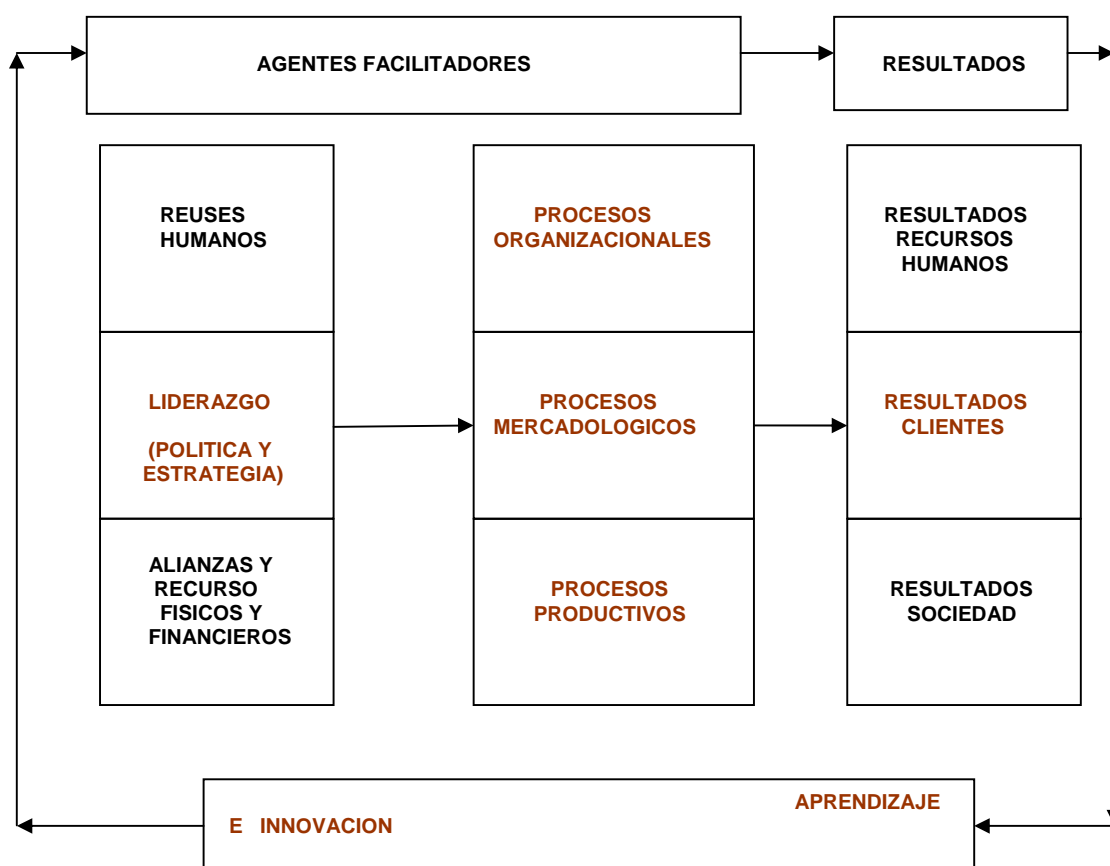 AGENTES FACILITADORES
RESULTADOS
REUSES
HUMANOS
PROCESOS
ORGANIZACIONALES
RESULTADOS
RECURSOS
HUMANOS
LIDERAZGO
(POLITICA Y
ESTRATEGIA)
PROCESOS
MERCADOLOGICOS
RESULTADOS
CLIENTES
ALIANZAS Y
RECURSO
FISICOS Y
FINANCIEROS
PROCESOS
PRODUCTIVOS
RESULTADOS
SOCIEDAD
APRENDIZAJE
E INNOVACION